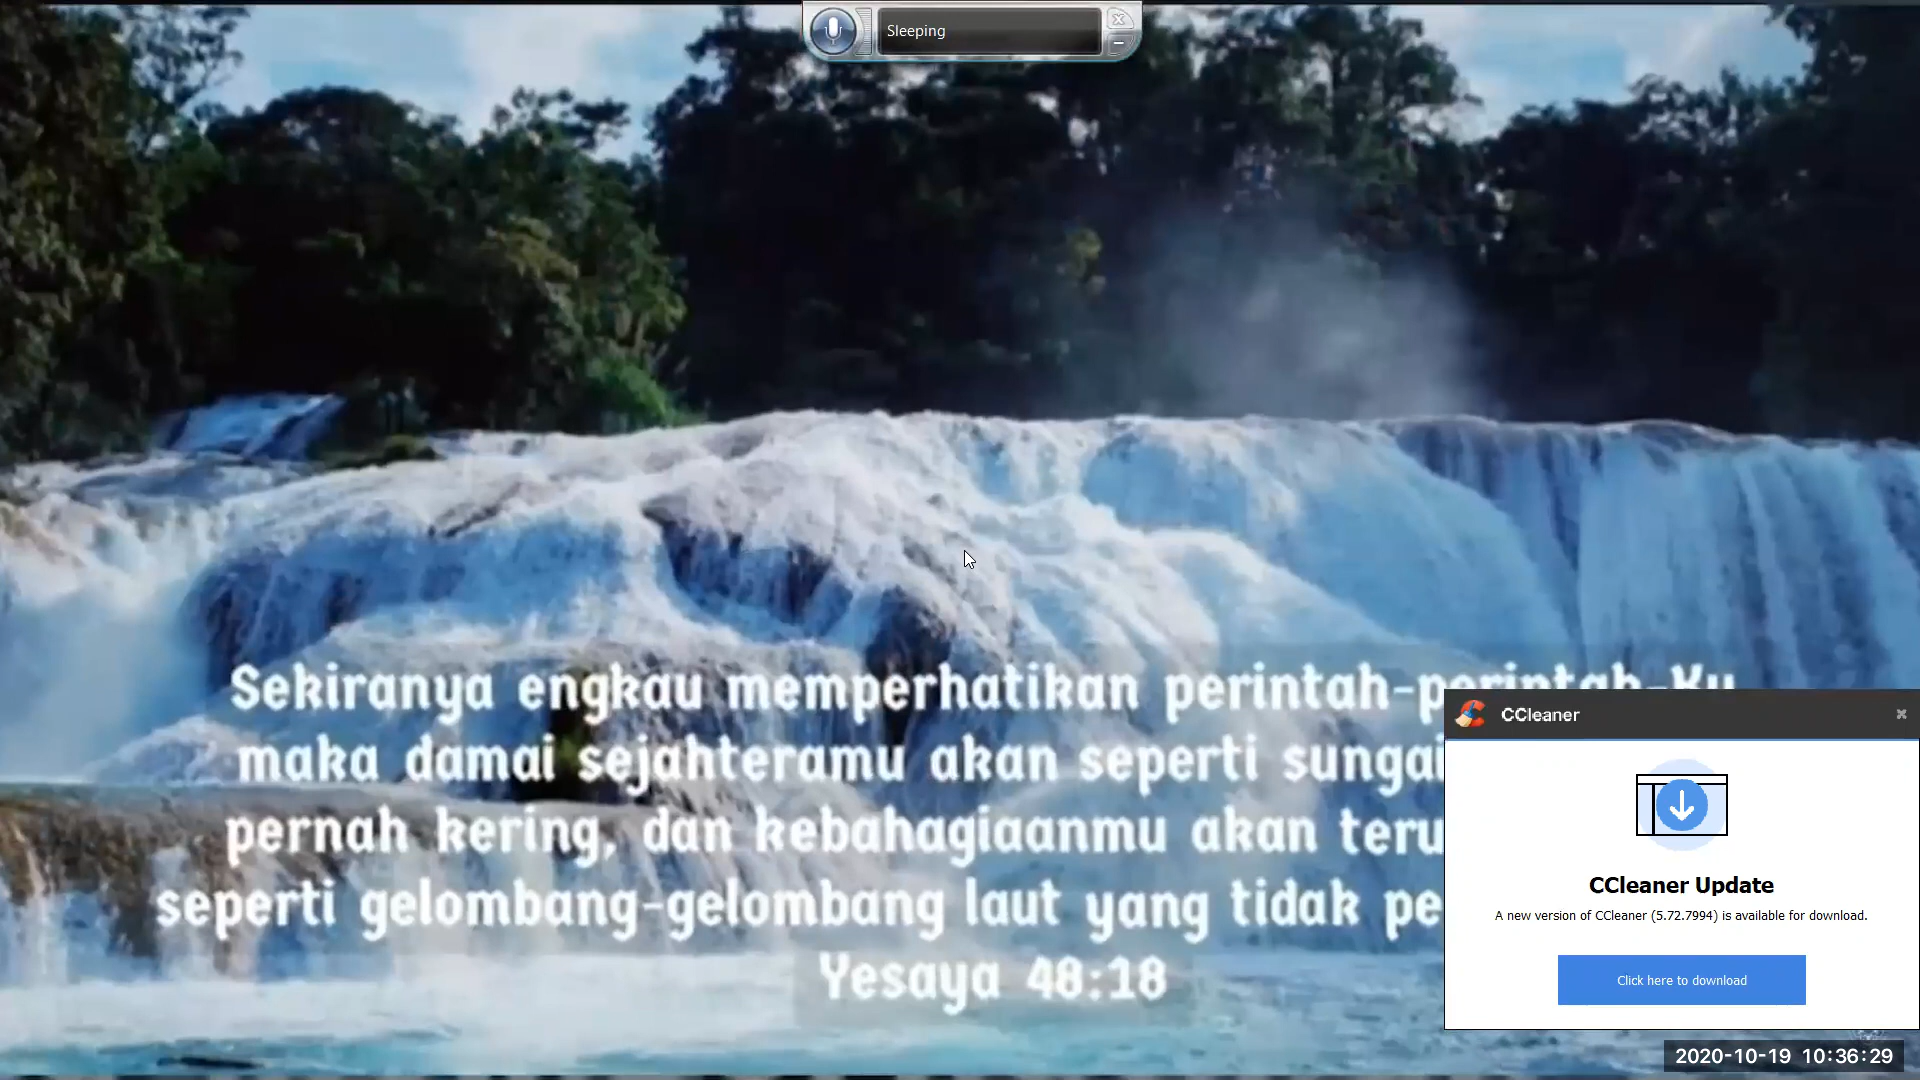 Sleeping
Sekiranya engkau memperhatikan perintah-perintah-Ku
maka damai sejahteramu akan seperti sungai
pernah kering, dan kebahagiaanmu akan
seperti gelombang-gelombang laut yang tidak
Yesaya 48:18
CCleaner
CCleaner Update
A new version of CCleaner (5.72.7994) is available for download.
Click here to download
2020-10-19 10:36:29